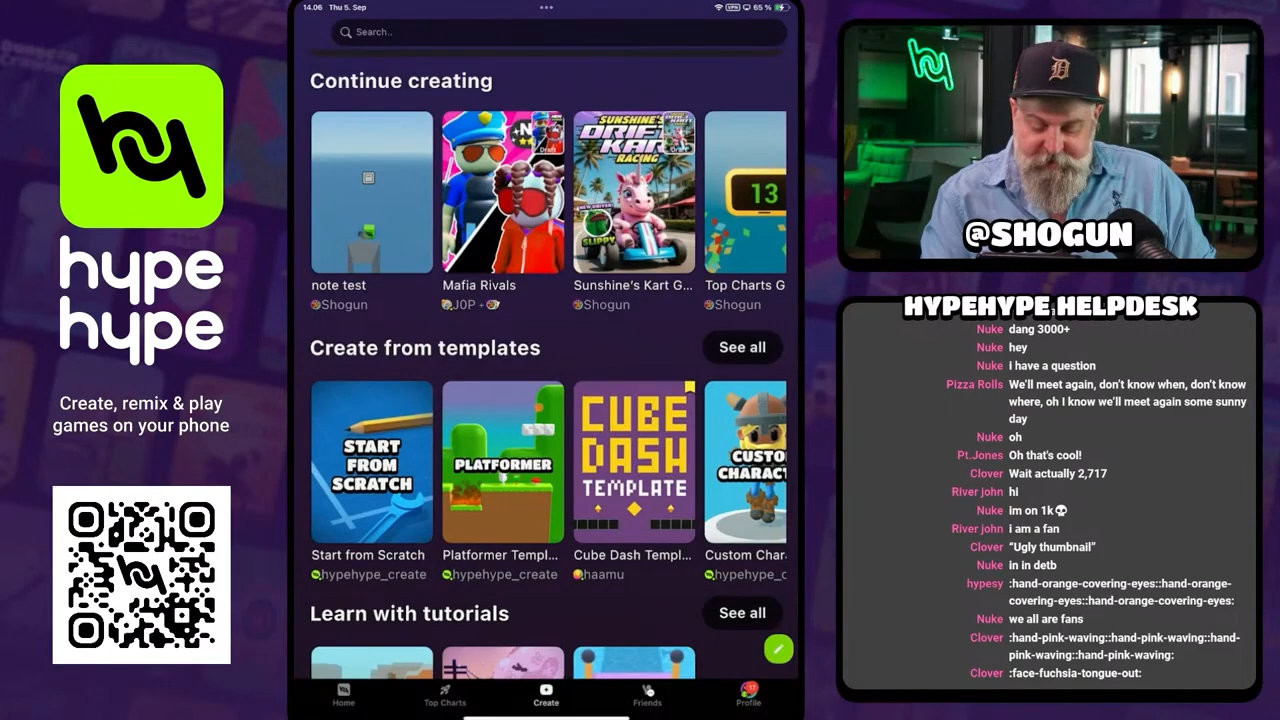 14.06 Thu 5. Sep
VPN 65 %
Search..
Continue creating
note test
Shogun
Mafia Rivals
J0P +
SUNSHINE'S
DRIFT
RACING
SLIPPY
Sunshine's Kart G...
Shogun
13
Top Charts G
Shogun
Create from templates
See all
START
FROM
SCRATCH
Start from Scratch
hypehype_create
PLATFORMER
Platformer Templ...
hypehype_create
CUBE
DASH
TEMPLATE
Cube Dash Templ...
haamu
CUSTO
CHARACT
Custom Char
hypehype_c
Learn with tutorials
See all
Home
Top Charts
Create
Friends
Profile
hype
hype
Create, remix & play
games on your phone
@SHOGUN
HYPEHYPE HELPDESK
Nuke dang 3000+
Nuke hey
Nuke i have a question
Pizza Rolls We'll meet again, don't know when, don't know
where, oh I know we'll meet again some sunny
day
Nuke oh
Pt.Jones Oh that's cool!
Clover Wait actually 2,717
River john hi
Nuke im on 1k💀
River john i am a fan
Clover “Ugly thumbnail”
Nuke in in detb
hypesy :hand-orange-covering-eyes::hand-orange-
covering-eyes::hand-orange-covering-eyes:
Nuke we all are fans
Clover :hand-pink-waving::hand-pink-waving::hand-
pink-waving::hand-pink-waving:
Clover :face-fuchsia-tongue-out: